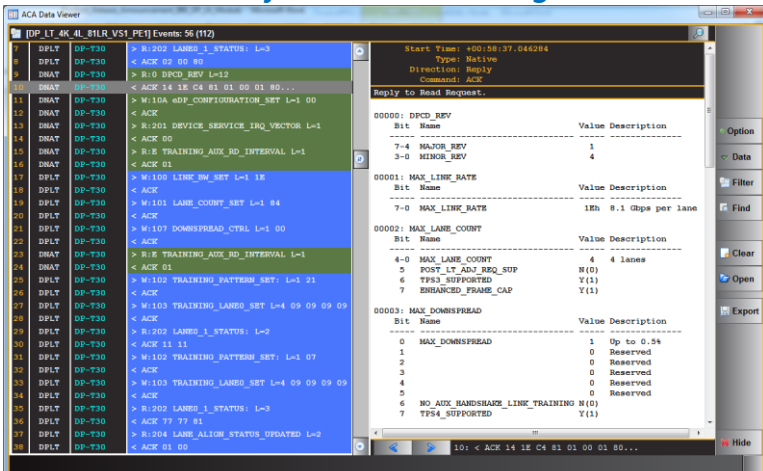 ACA Data Viewer
[DP_LT_4K_4L_81LR_VS1_PE1] Events: 56 (112)
7 DPLT DP-T30 > R:202 LANE0_1_STATUS: L=3
8 DPLT DP-T30 < ACK 02 00 80
9 DNAT DP-T30 > R:0 DPCD_REV L=12
10 DNAT DP-T30 < ACK 14 1E C4 81 01 00 01 80...
11 DNAT DP-T30 > W:10A eDP_CONFIGURATION_SET L=1 00
12 DNAT DP-T30 < ACK
13 DNAT DP-T30 > R:201 DEVICE_SERVICE_IRQ_VECTOR L=1
14 DNAT DP-T30 < ACK 00
15 DNAT DP-T30 > R:E TRAINING_AUX_RD_INTERVAL L=1
16 DNAT DP-T30 < ACK 01
17 DPLT DP-T30 > W:100 LINK_BW_SET L=1 1E
18 DPLT DP-T30 < ACK
19 DPLT DP-T30 > W:101 LANE_COUNT_SET L=1 84
20 DPLT DP-T30 < ACK
21 DPLT DP-T30 > W:107 DOWNSPREAD_CTRL L=1 00
22 DPLT DP-T30 < ACK
23 DNAT DP-T30 > R:E TRAINING_AUX_RD_INTERVAL L=1
24 DNAT DP-T30 < ACK 01
25 DPLT DP-T30 > W:102 TRAINING_PATTERN_SET: L=1 21
26 DPLT DP-T30 < ACK
27 DPLT DP-T30 > W:103 TRAINING_LANE0_SET L=4 09 09 09 09
28 DPLT DP-T30 < ACK
29 DPLT DP-T30 > R:202 LANE0_1_STATUS: L=2
30 DPLT DP-T30 < ACK 11 11
31 DPLT DP-T30 > W:102 TRAINING_PATTERN_SET: L=1 07
32 DPLT DP-T30 < ACK
33 DPLT DP-T30 > W:103 TRAINING_LANE0_SET L=4 09 09 09 09
34 DPLT DP-T30 < ACK
35 DPLT DP-T30 > R:202 LANE0_1_STATUS: L=3
36 DPLT DP-T30 < ACK 77 77 81
37 DPLT DP-T30 > R:204 LANE_ALIGN_STATUS_UPDATED L=2
38 DPLT DP-T30 < ACK 01 00
Start Time: +00:58:37.046284
Type: Native
Direction: Reply
Command: ACK
Reply to Read Request.
00000: DPCD_REV
Bit Name Value Description
7-4 MAJOR_REV 1
3-0 MINOR_REV 4
00001: MAX_LINK_RATE
Bit Name Value Description
7-0 MAX_LINK_RATE 1Eh 8.1 Gbps per lane
00002: MAX_LANE_COUNT
Bit Name Value Description
4-0 MAX_LANE_COUNT 4 4 lanes
5 POST_LT_ADJ_REQ_SUP N(0)
6 TPS3_SUPPORTED Y(1)
7 ENHANCED_FRAME_CAP Y(1)
00003: MAX_DOWNSPREAD
Bit Name Value Description
0 MAX_DOWNSPREAD 1 Up to 0.5%
1 0 Reserved
2 0 Reserved
3 0 Reserved
4 0 Reserved
5 0 Reserved
6 NO_AUX_HANDSHAKE_LINK_TRAINING N(0)
7 TPS4_SUPPORTED Y(1)
10: < ACK 14 1E C4 81 01 00 01 80...
Option
Data
Filter
Find
Clear
Open
Export
Hide